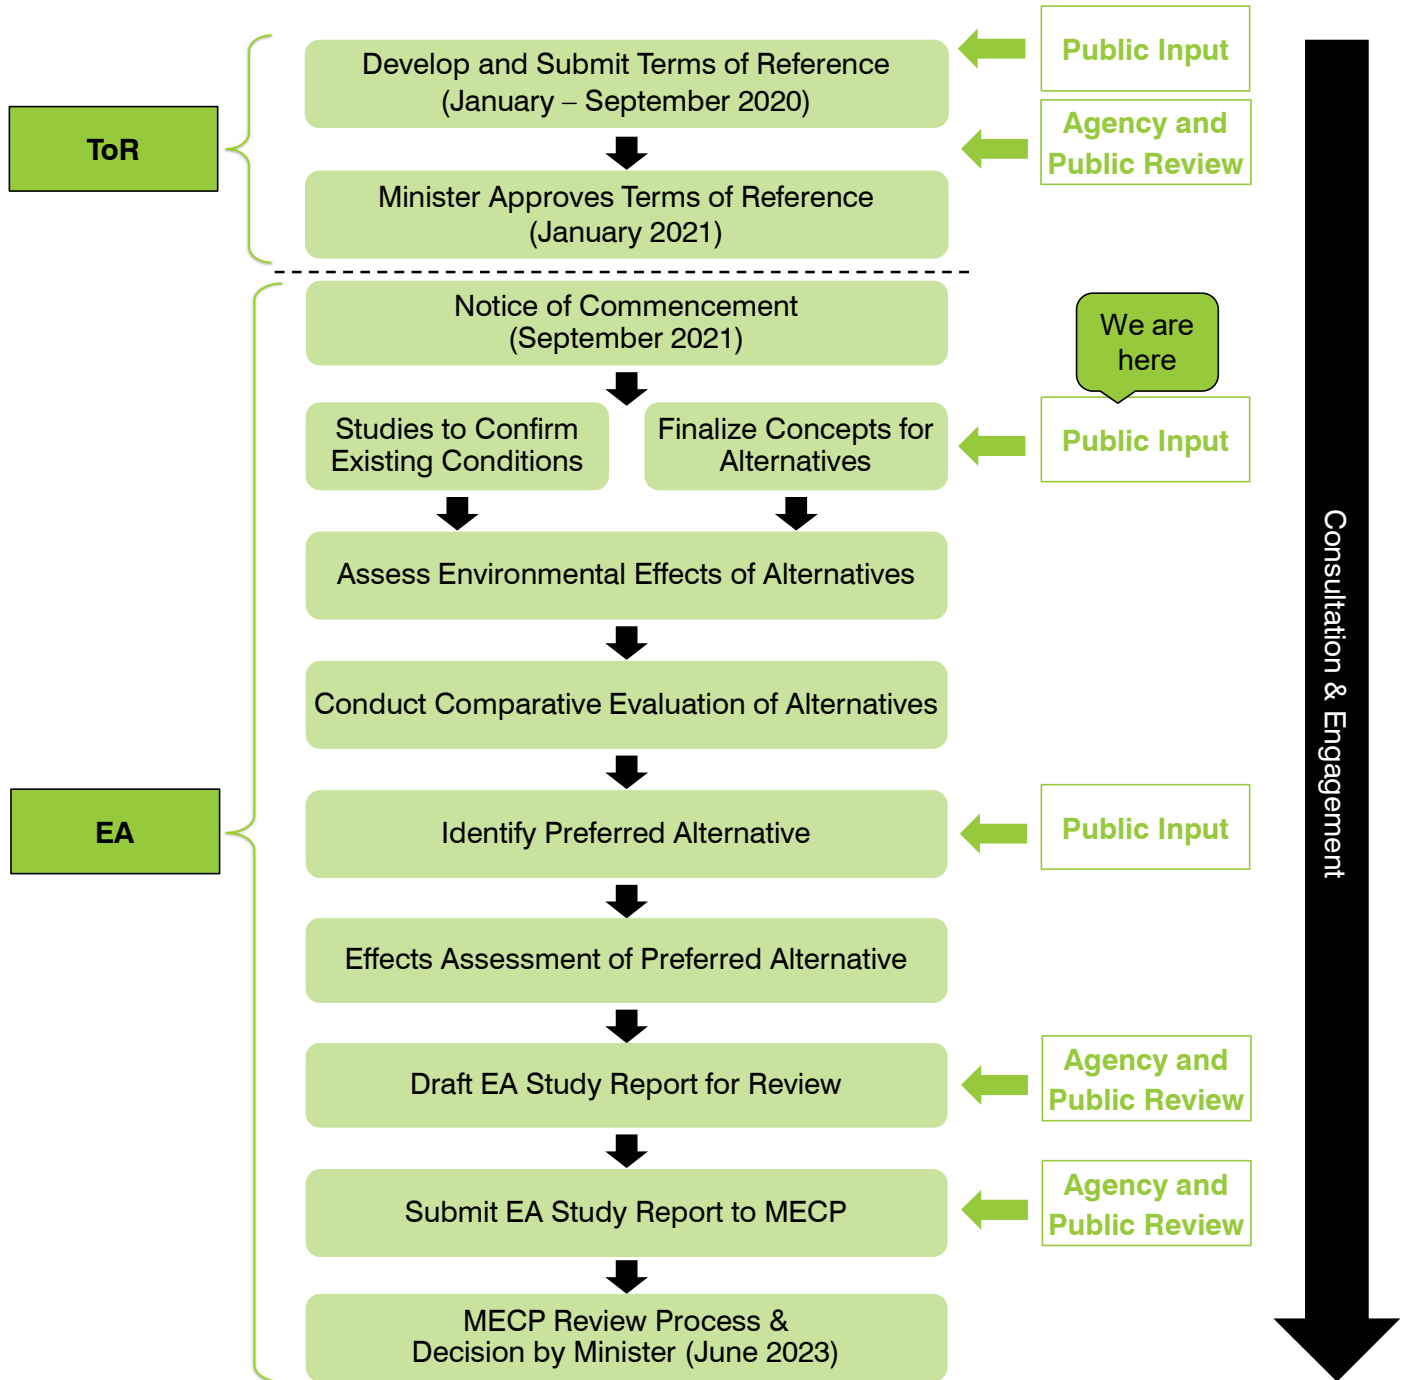 Develop and Submit Terms of Reference
(January – September 2020)
Public Input
Agency and
Public Review
ToR
Minister Approves Terms of Reference
(January 2021)
Notice of Commencement
(September 2021)
We are
here
Studies to Confirm
Existing Conditions
Finalize Concepts for
Alternatives
Public Input
Assess Environmental Effects of Alternatives
Conduct Comparative Evaluation of Alternatives
EA
Identify Preferred Alternative
Public Input
Effects Assessment of Preferred Alternative
Draft EA Study Report for Review
Agency and
Public Review
Submit EA Study Report to MECP
Agency and
Public Review
MECP Review Process &
Decision by Minister (June 2023)
Consultation & Engagement